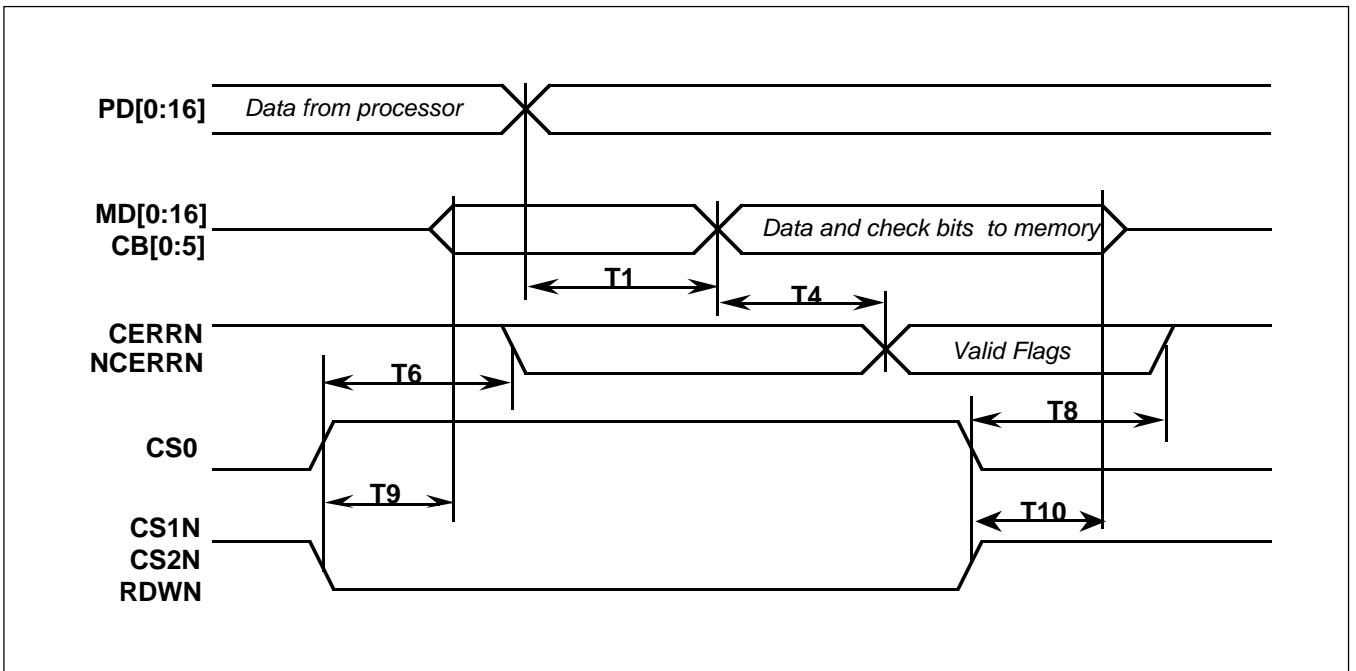 PD[0:16]
Data from processor
MD[0:16]
CB[0:5]
Data and check bits to memory
T1
T4
CERRN
NCERRN
Valid Flags
T6
T8
CS0
T9
T10
CS1N
CS2N
RDWN